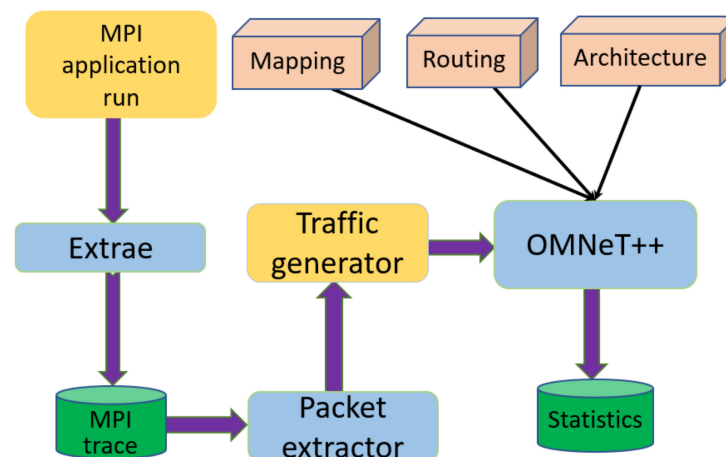 MPI
application
run
Mapping
Routing
Architecture
Extrae
Traffic
generator
OMNeT++
MPI
trace
Packet
extractor
Statistics